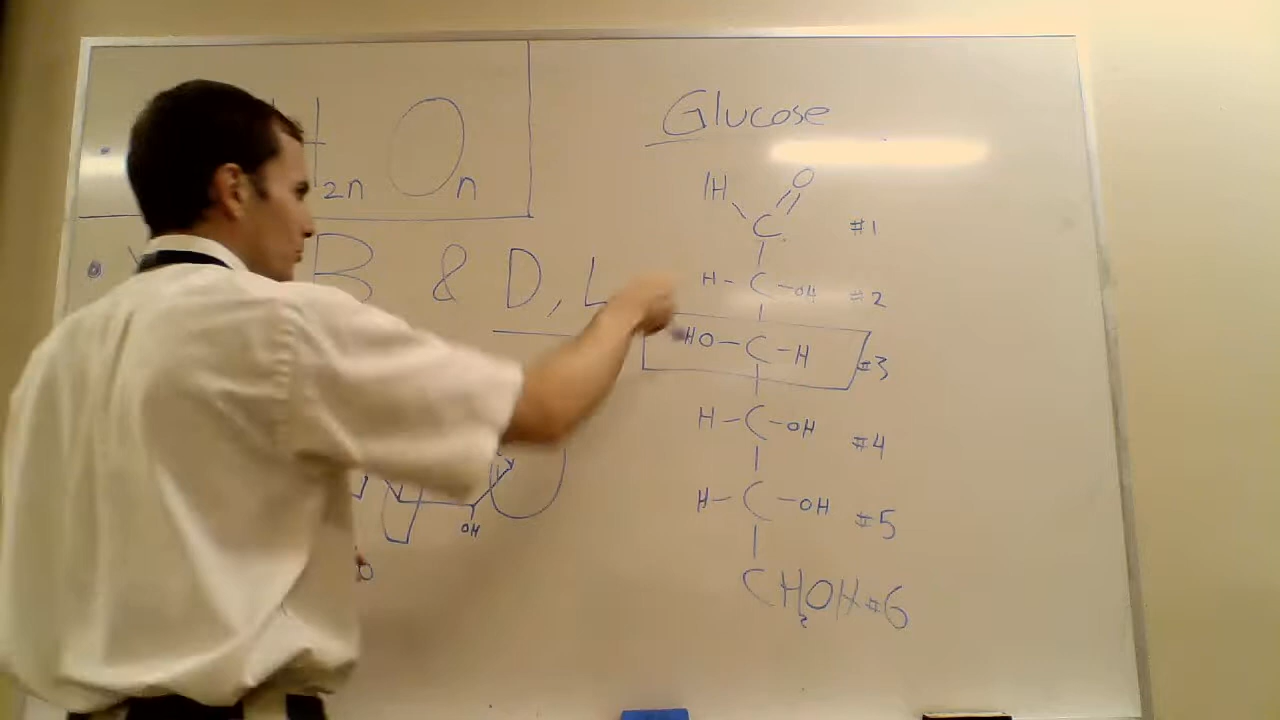 H 2n O n
B & D, L
OH
Glucose
H O
C #1
H - C - OH #2
HO - C - H #3
H - C - OH #4
H - C - OH #5
CH2OH #6